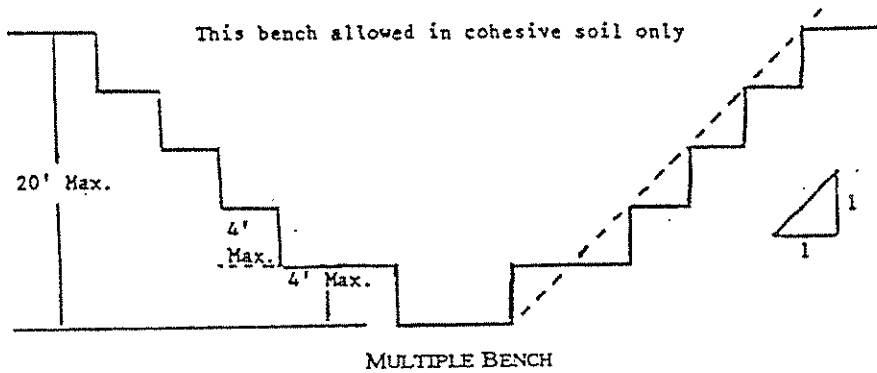 This bench allowed in cohesive soil only
20' Max.
4'
Max.
4' Max.
1
1
MULTIPLE BENCH